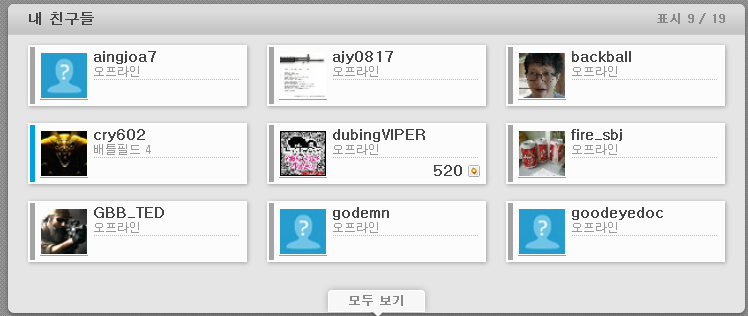 내 친구들
표시 9 / 19
aingjoa7
오프라인
ajy0817
오프라인
backball
오프라인
cry602
배틀필드 4
dubingVIPER
오프라인
520
fire_sbj
오프라인
GBB_TED
오프라인
godemn
오프라인
goodeyedoc
오프라인
모두 보기